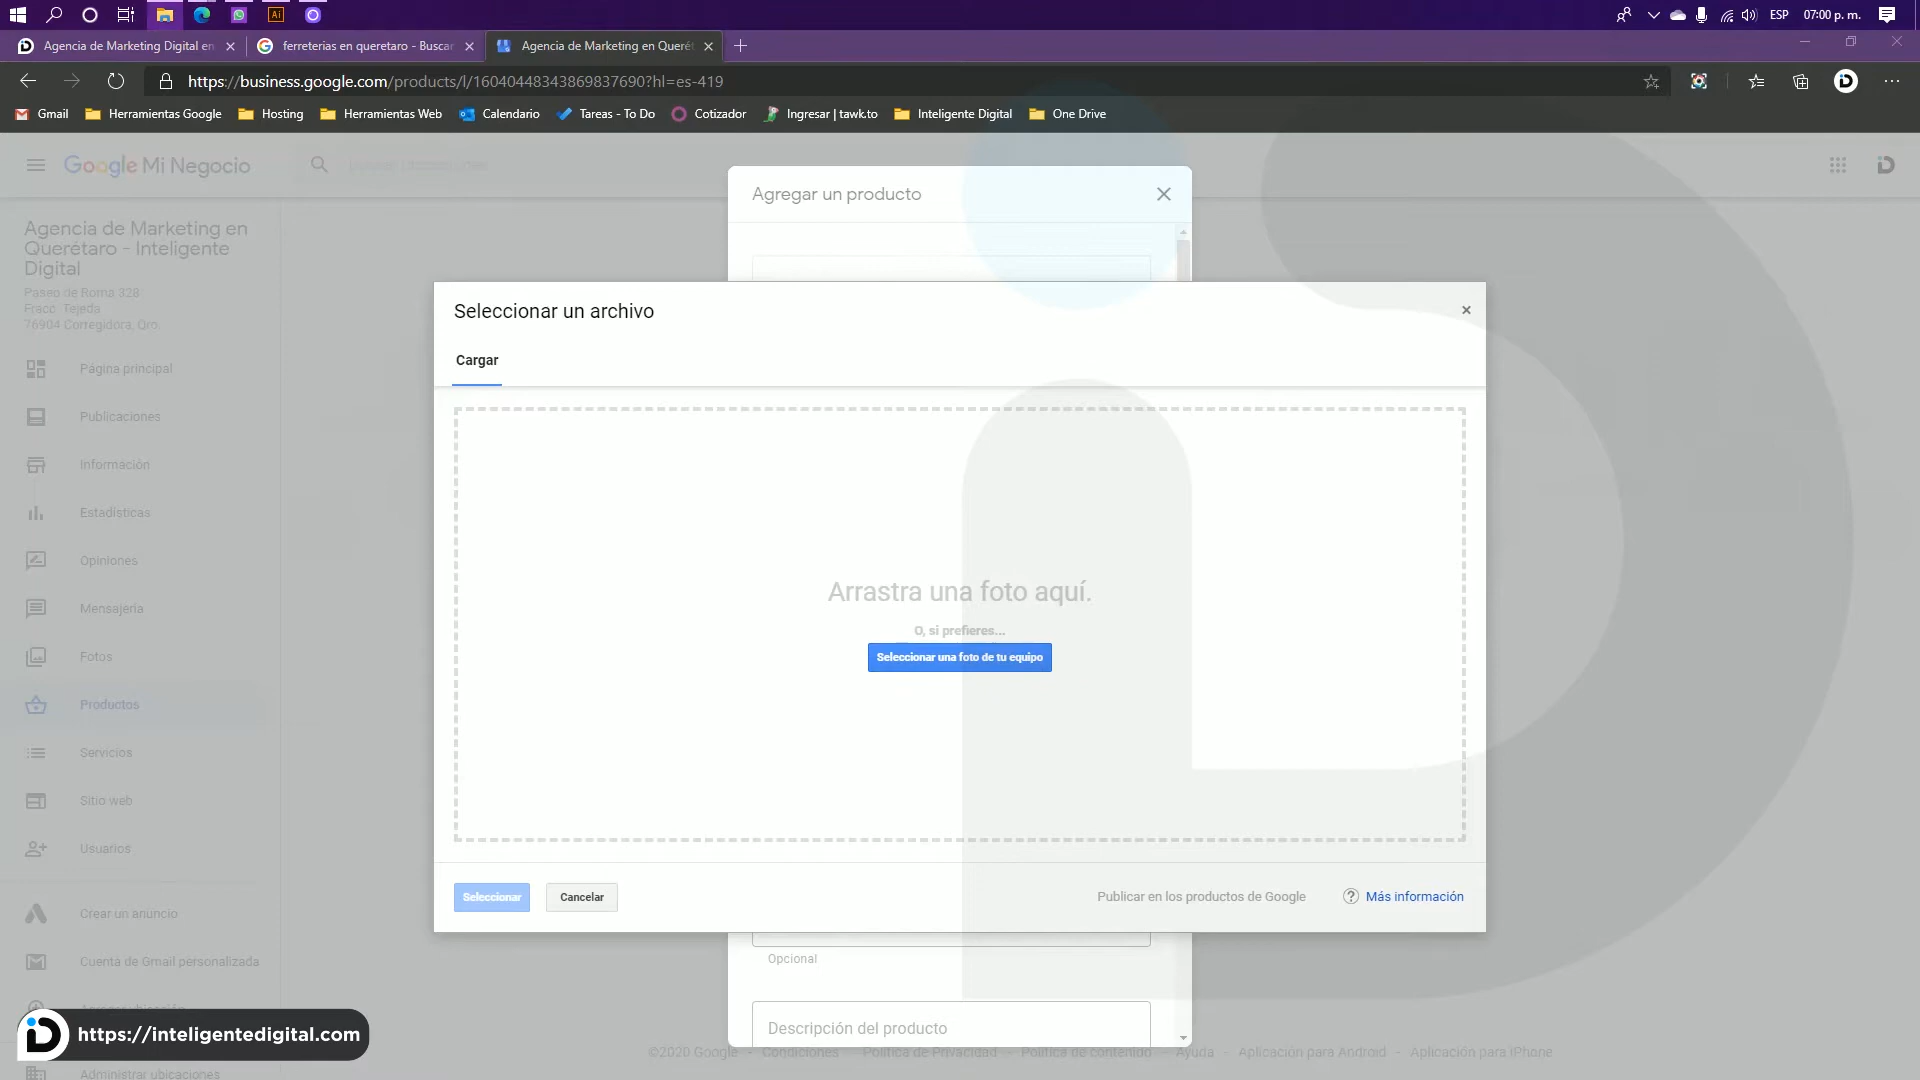 ESP
07:00 p. m.
Agencia de Marketing Digital en
ferreterias en queretaro - Buscar
Agencia de Marketing en Queré
https://business.google.com/products/l/16040448343869837690?hl=es-419
Gmail
Herramientas Google
Hosting
Herramientas Web
Calendario
Tareas - To Do
Cotizador
Ingresar | tawk.to
Inteligente Digital
One Drive
Google Mi Negocio
Agregar un producto
Agencia de Marketing en
Querétaro - Inteligente
Digital
Paseo de Roma 328
Fracc. Tejeda
76904 Corregidora, Qro.
Seleccionar un archivo
Cargar
Página principal
Publicaciones
Información
Estadísticas
Opiniones
Mensajería
Fotos
Productos
Servicios
Sitio web
Usuarios
Crear un anuncio
Cuenta de Gmail personalizada
Agregar ubicación
Administrar ubicaciones
Arrastra una foto aquí.
O, si prefieres...
Seleccionar una foto de tu equipo
Seleccionar
Cancelar
Publicar en los productos de Google
Más información
Opcional
Descripción del producto
https://inteligentedigital.com
©2020 Google - Condiciones - Política de Privacidad - Política de contenido - Ayuda - Aplicación para Android - Aplicación para iPhone